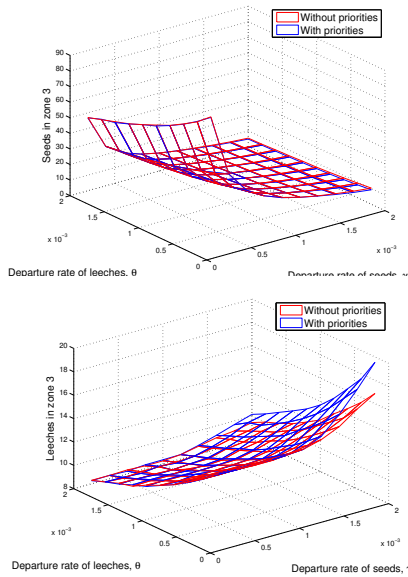 Without priorities
With priorities
90
80
70
60
50
40
30
20
10
0
Seeds in zone 3
2
1.5
1
0.5
0
x 10⁻³
Departure rate of leeches, θ
0
0.5
1
1.5
2
x 10⁻³
Departure rate of seeds,
Without priorities
With priorities
20
18
16
14
12
10
8
Leeches in zone 3
2
1.5
1
0.5
0
x 10⁻³
Departure rate of leeches, θ
0
0.5
1
1.5
2
x 10⁻³
Departure rate of seeds,